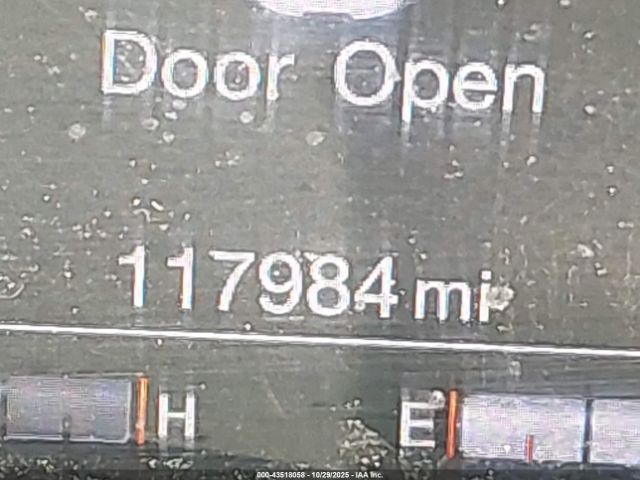 Door Open
117984 mi
H E
000-43518058 - 10/29/2025 - IAA Inc.